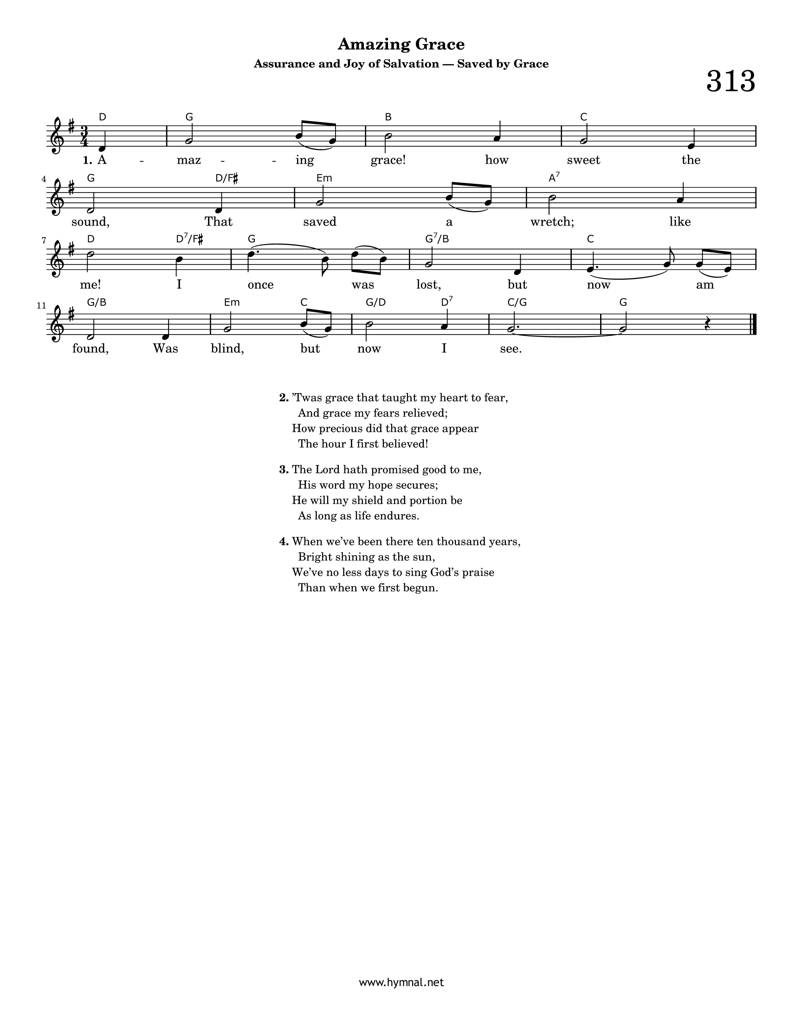 Amazing Grace
Assurance and Joy of Salvation — Saved by Grace
313
D G B C
3
4
1. A - maz - - ing grace! how sweet the
4
G D/F♯ Em A7
sound, That saved a wretch; like
7
D D7/F♯ G G7/B C
me! I once was lost, but now am
11
G/B Em C G/D D7 C/G G
found, Was blind, but now I see.
2. ’Twas grace that taught my heart to fear,
And grace my fears relieved;
How precious did that grace appear
The hour I first believed!
3. The Lord hath promised good to me,
His word my hope secures;
He will my shield and portion be
As long as life endures.
4. When we’ve been there ten thousand years,
Bright shining as the sun,
We’ve no less days to sing God’s praise
Than when we first begun.
www.hymnal.net